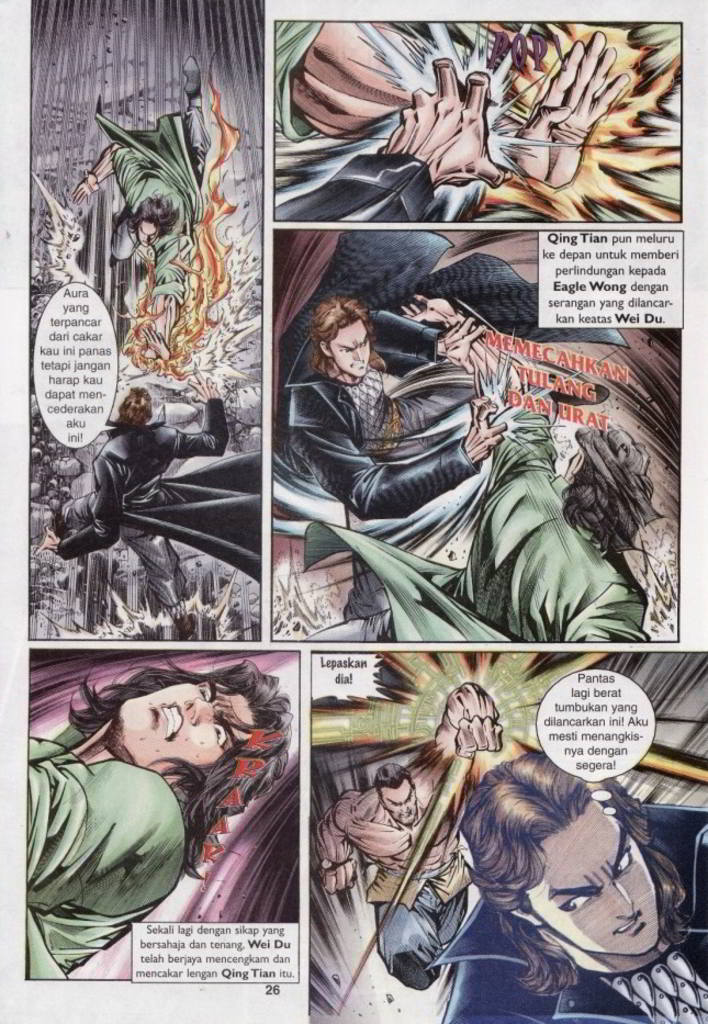 Aura
yang
terpancar
dari cakar
kau ini panas
tetapi jangan
harap kau
dapat men-
cederakan
aku
ini!
POP!
Qing Tian pun meluru
ke depan untuk memberi
perlindungan kepada
Eagle Wong dengan
serangan yang dilancar-
kan keatas Wei Du.
MEMECAHKAN
TULANG
DAN URAT
KRAAK!
Sekali lagi dengan sikap yang
bersahaja dan tenang, Wei Du
telah berjaya mencengkam dan
mencakar lengan Qing Tian itu.
Lepaskan
dia!
Pantas
lagi berat
tumbukan yang
dilancarkan ini! Aku
mesti menangkis-
nya dengan
segera!
26